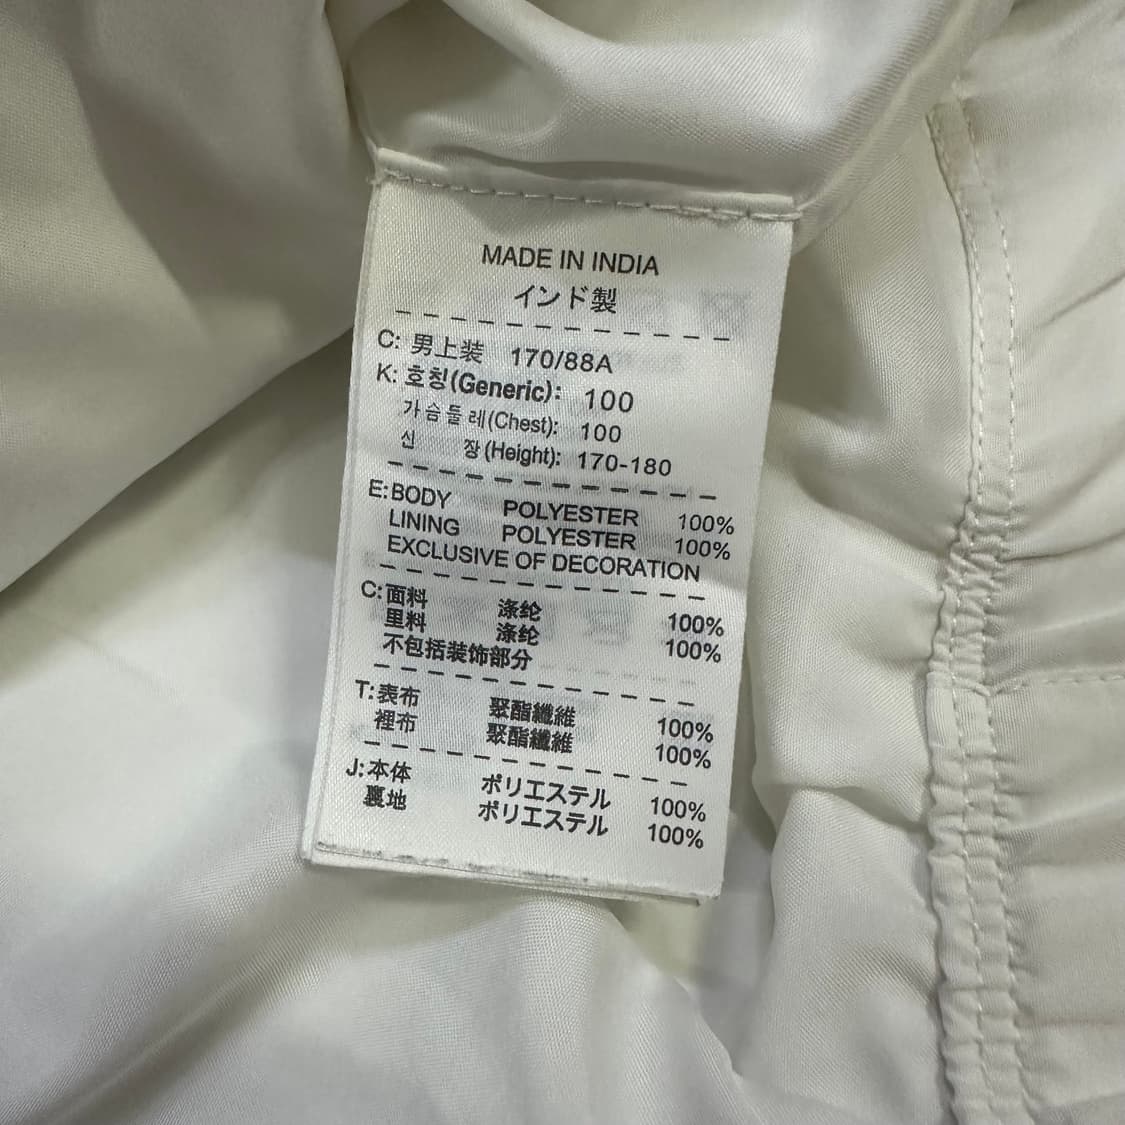 MADE IN INDIA
インド製
C: 男上装 170/88A
K: 호칭(Generic): 100
가슴둘레(Chest): 100
신 장(Height): 170-180
E:BODY POLYESTER 100%
LINING POLYESTER 100%
EXCLUSIVE OF DECORATION
C:面料 涤纶 100%
里料 涤纶 100%
不包括装饰部分
T:表布 聚酯纖維 100%
裡布 聚酯纖維 100%
J:本体 ポリエステル 100%
裏地 ポリエステル 100%